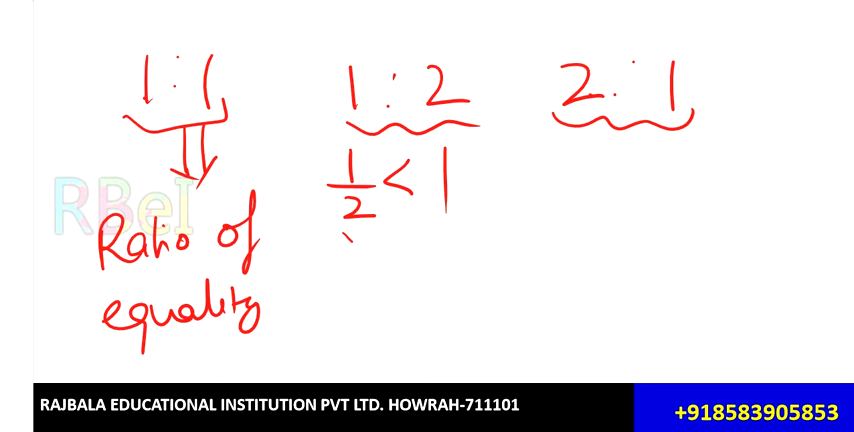 1 : 1
1 : 2
2 : 1
1/2 < 1
RBeI
Ratio of
equality
RAJBALA EDUCATIONAL INSTITUTION PVT LTD. HOWRAH-711101
+918583905853